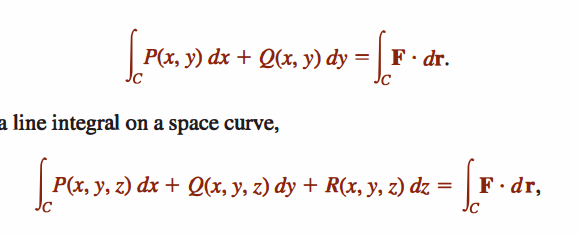 ∫_C P(x, y) dx + Q(x, y) dy = ∫_C F · dr.
a line integral on a space curve,
∫_C P(x, y, z) dx + Q(x, y, z) dy + R(x, y, z) dz = ∫_C F · dr,